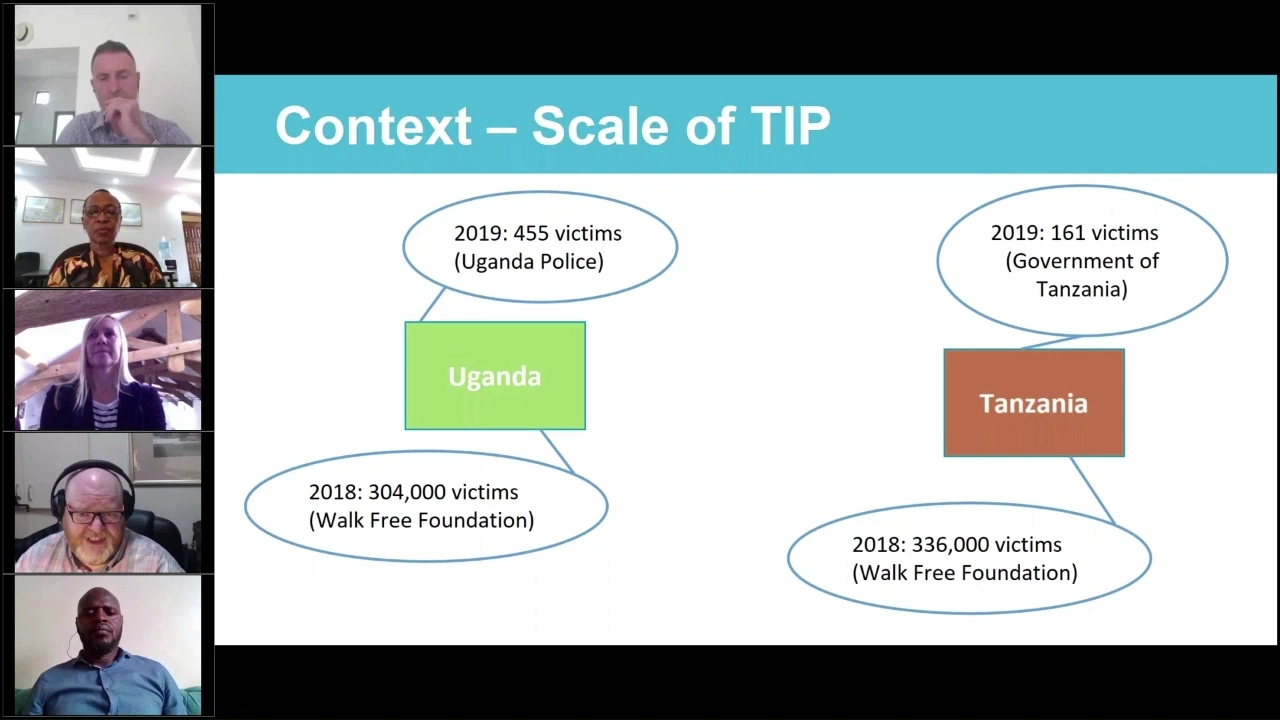 Context – Scale of TIP
2019: 455 victims
(Uganda Police)
Uganda
2018: 304,000 victims
(Walk Free Foundation)
2019: 161 victims
(Government of
Tanzania)
Tanzania
2018: 336,000 victims
(Walk Free Foundation)